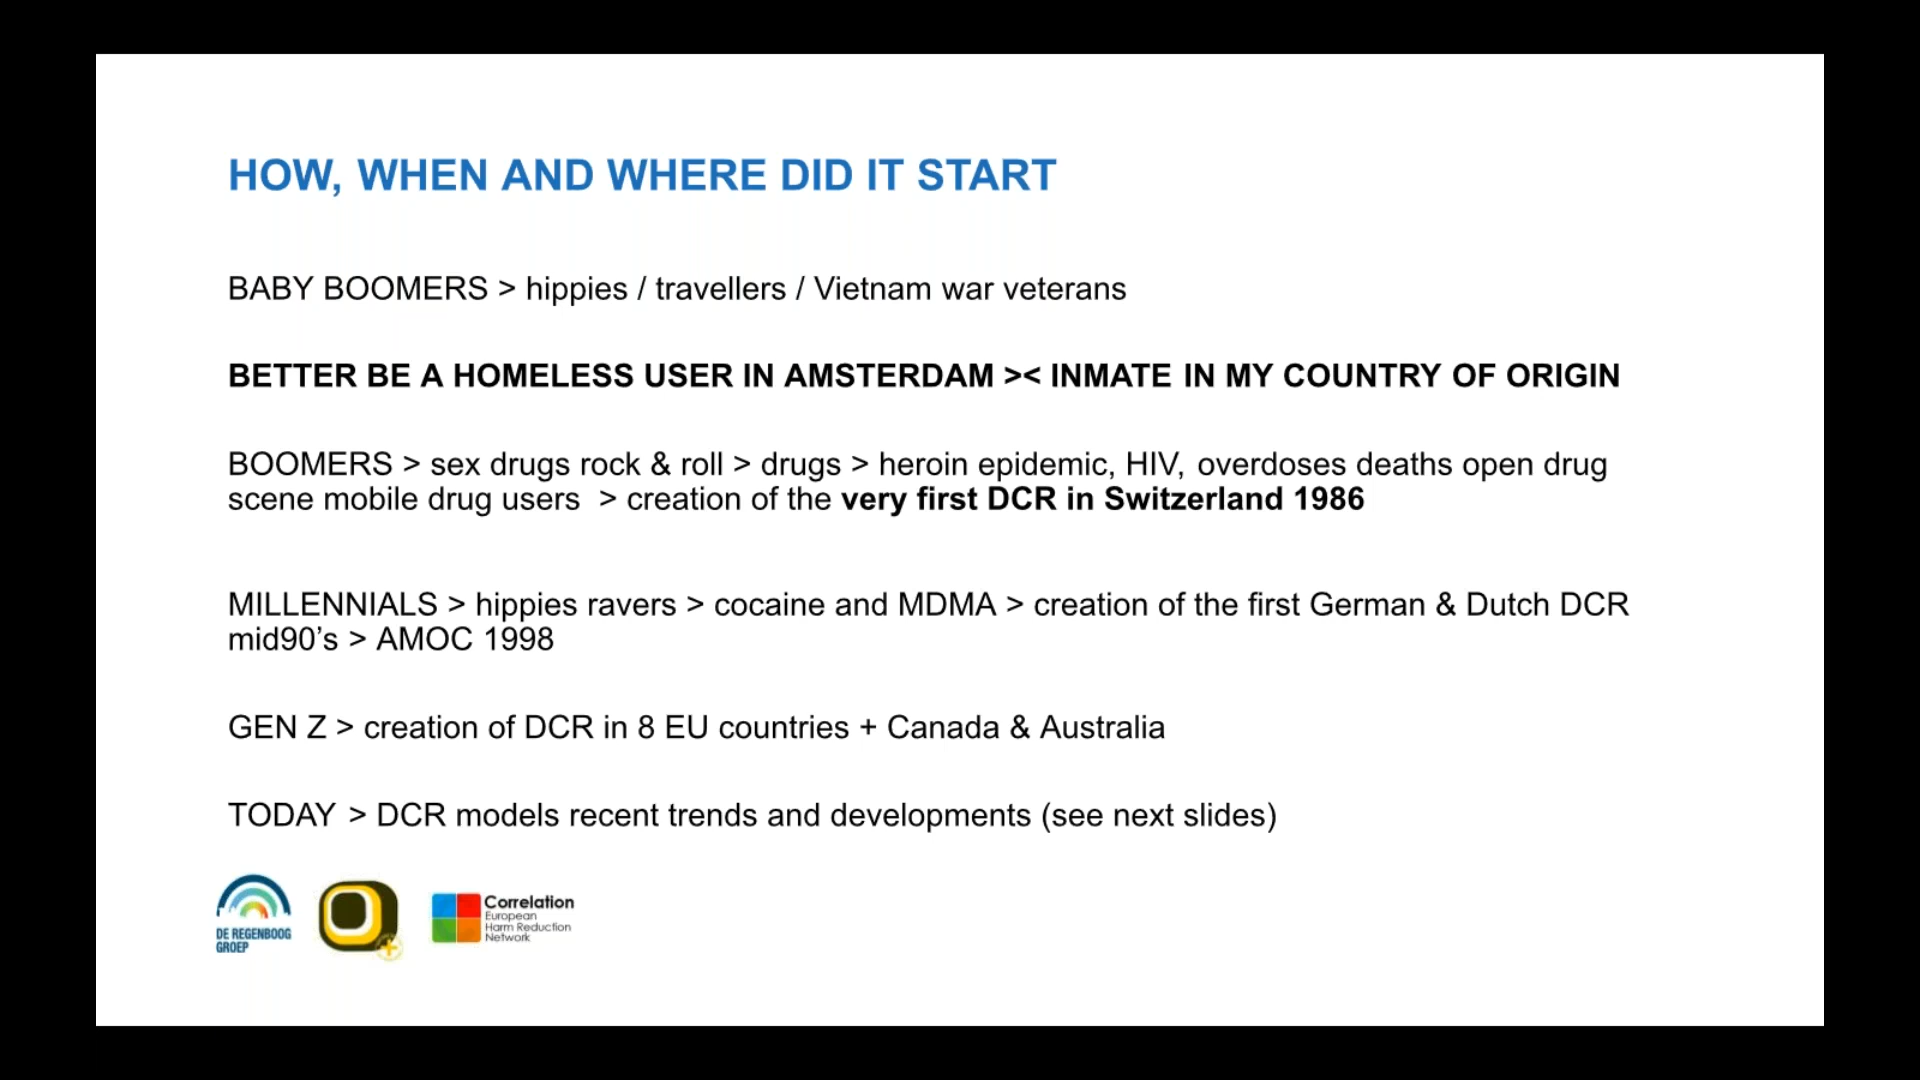 HOW, WHEN AND WHERE DID IT START
BABY BOOMERS > hippies / travellers / Vietnam war veterans
BETTER BE A HOMELESS USER IN AMSTERDAM >< INMATE IN MY COUNTRY OF ORIGIN
BOOMERS > sex drugs rock & roll > drugs > heroin epidemic, HIV, overdoses deaths open drug
scene mobile drug users > creation of the very first DCR in Switzerland 1986
MILLENNIALS > hippies ravers > cocaine and MDMA > creation of the first German & Dutch DCR
mid90's > AMOC 1998
GEN Z > creation of DCR in 8 EU countries + Canada & Australia
TODAY > DCR models recent trends and developments (see next slides)
DE REGENBOOG
GROEP
Correlation
European
Harm Reduction
Network